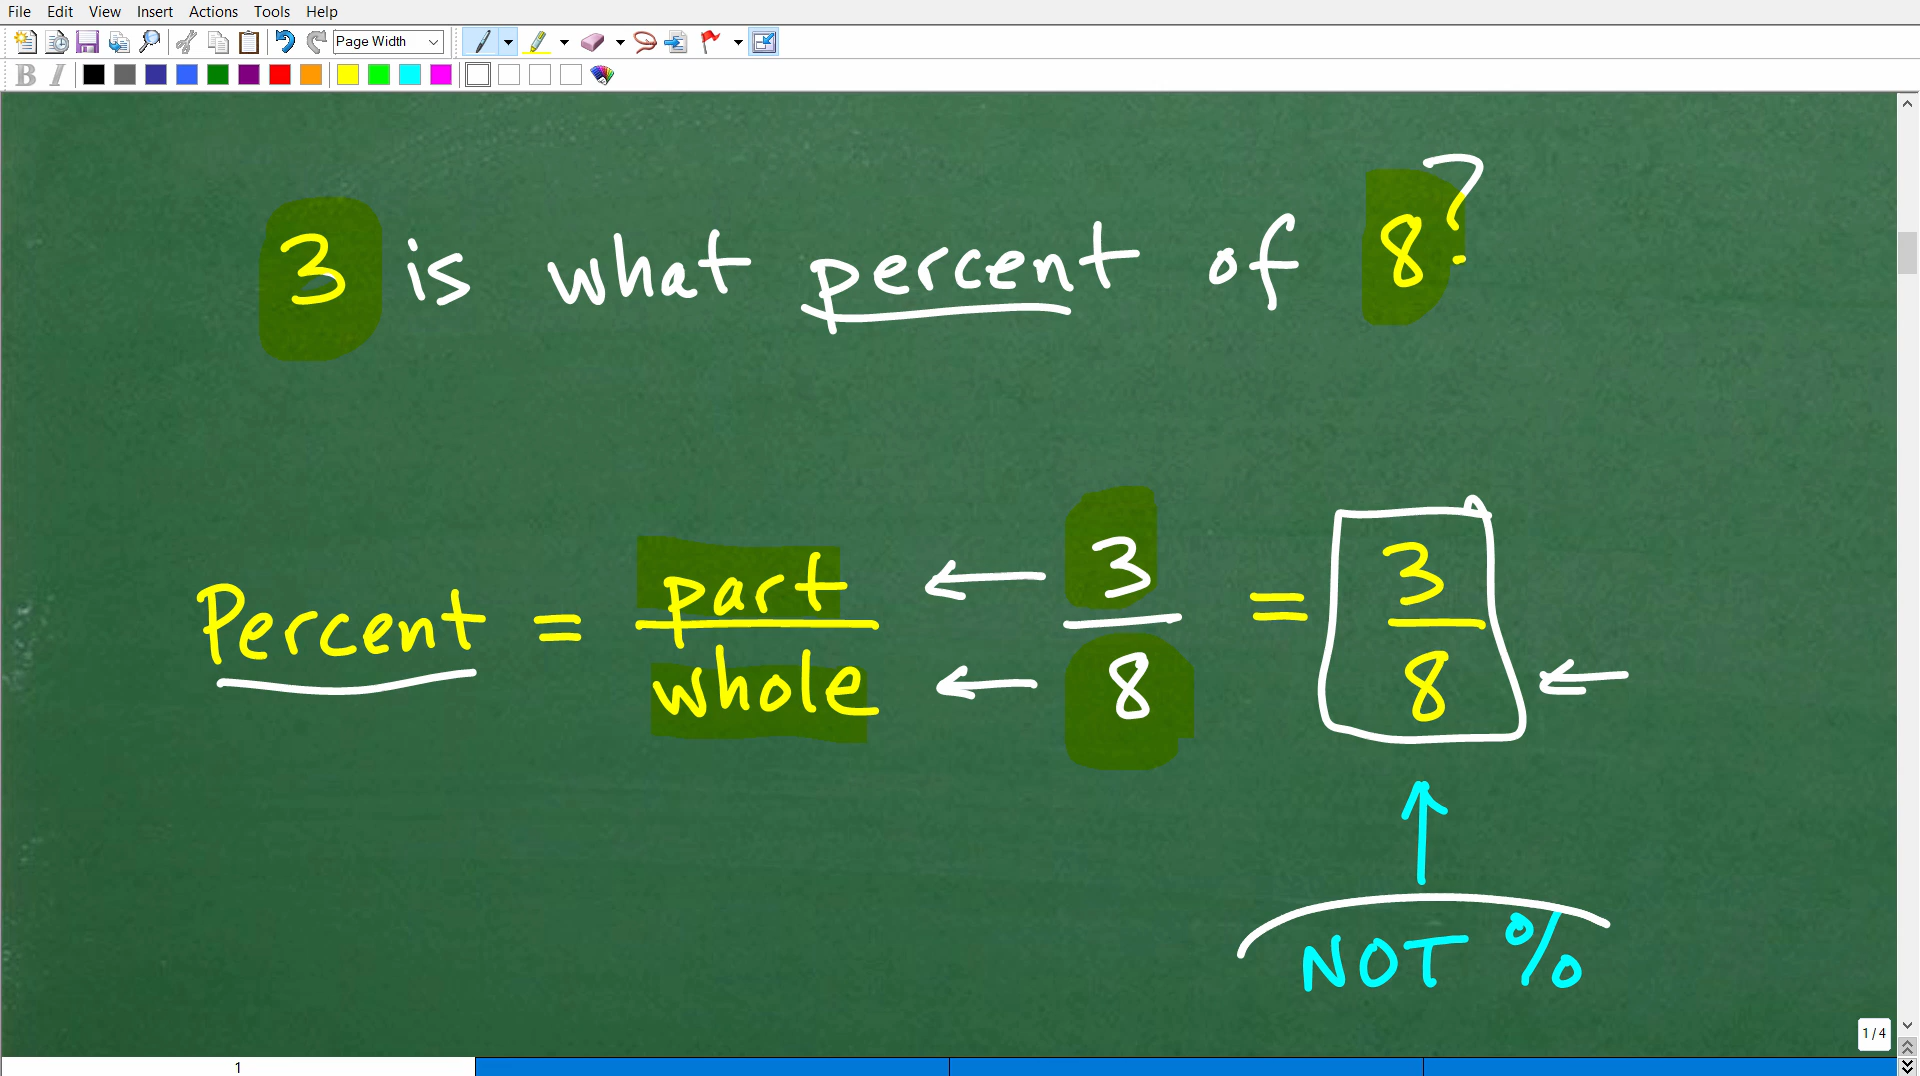 File Edit View Insert Actions Tools Help
Page Width
B I
3 is what percent of 8?
Percent = part / whole ← 3 / 8 = 3 / 8 ←
NOT %
1 / 4
1